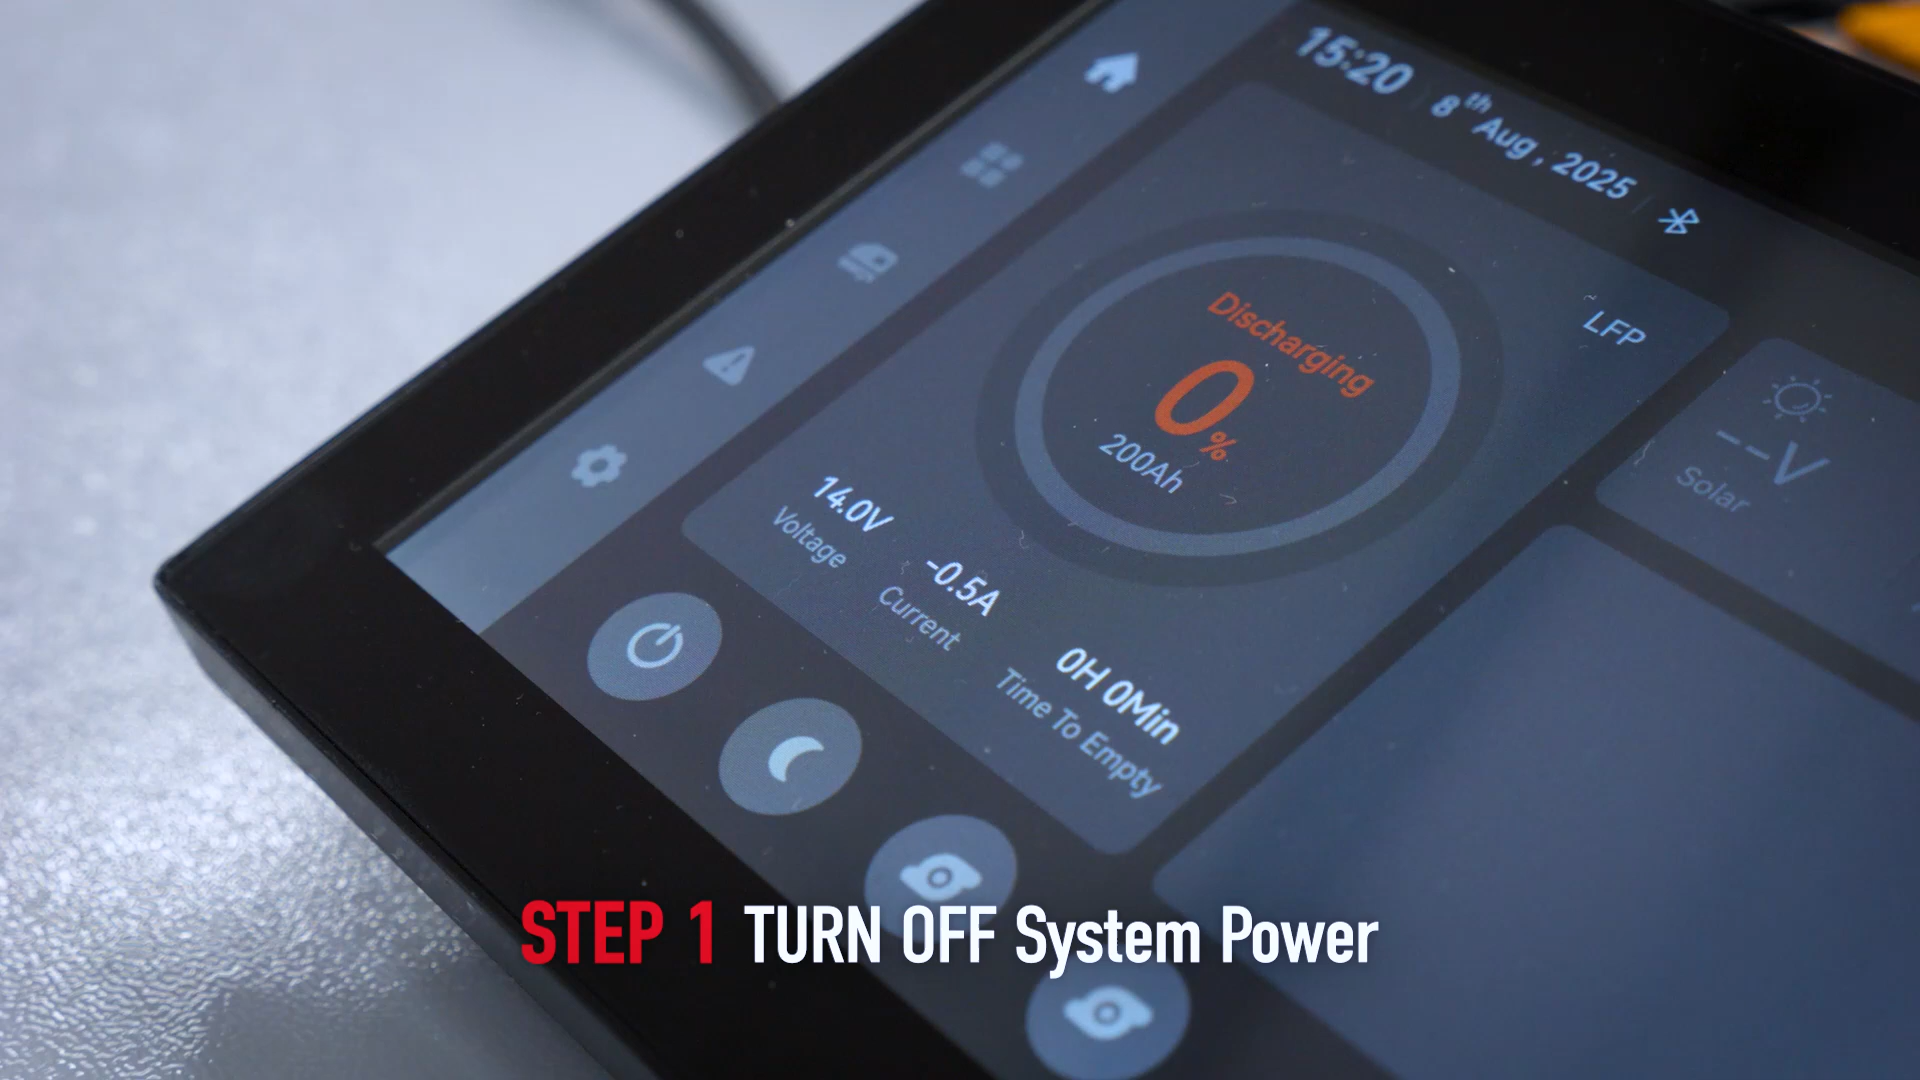 15:20
8th Aug, 2025
LFP
Discharging
0%
200Ah
14.0V
Voltage
-0.5A
Current
0H 0Min
Time To Empty
--V
Solar
STEP 1 TURN OFF System Power